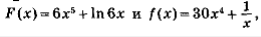 F(x) = 6x⁵ + ln 6x и f(x) = 30x⁴ + 1/x,